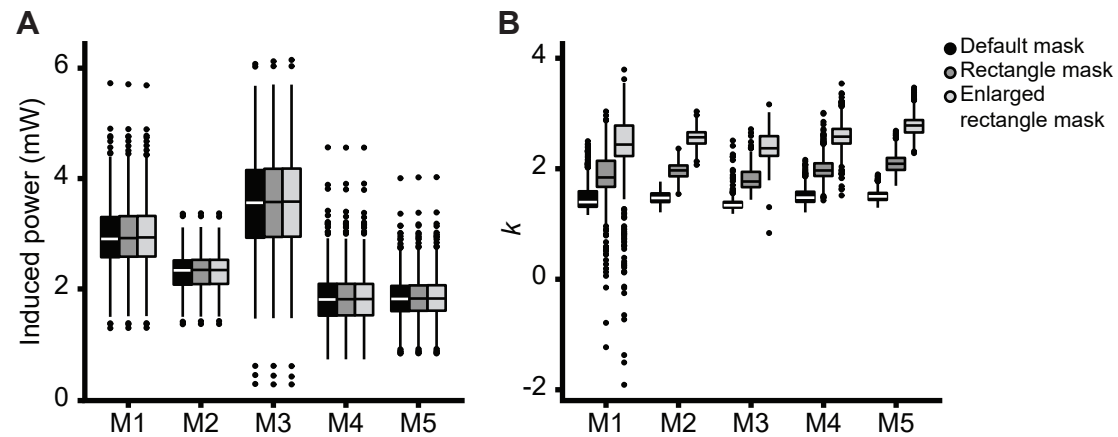 A
Induced power (mW)
6
4
2
0
M1 M2 M3 M4 M5
B
k
4
2
0
-2
M1 M2 M3 M4 M5
Default mask
Rectangle mask
Enlarged
rectangle mask